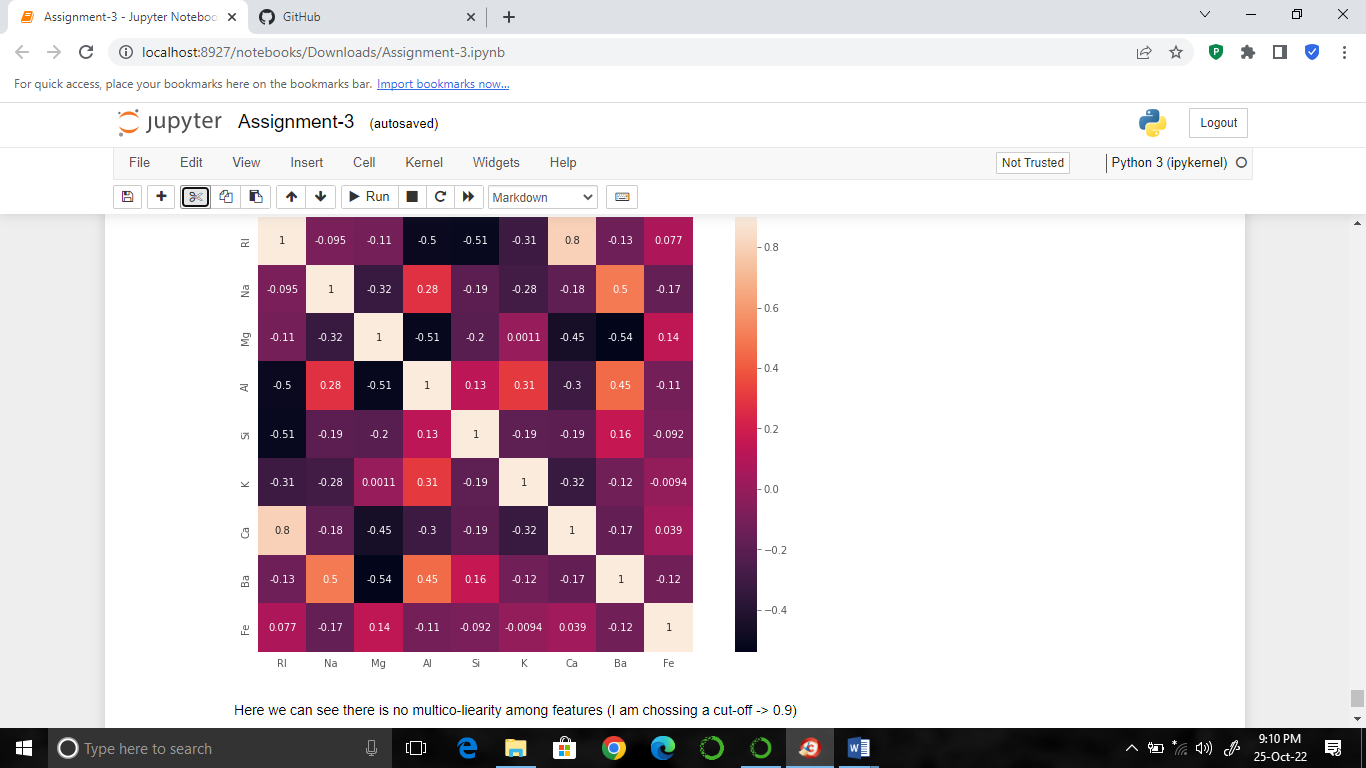 Assignment-3 - Jupyter Noteboo
GitHub
localhost:8927/notebooks/Downloads/Assignment-3.ipynb
For quick access, place your bookmarks here on the bookmarks bar. Import bookmarks now...
jupyter Assignment-3 (autosaved)
Logout
File Edit View Insert Cell Kernel Widgets Help
Not Trusted
Python 3 (ipykernel)
Run
Markdown
RI 1 -0.095 -0.11 -0.5 -0.51 -0.31 0.8 -0.13 0.077
Na -0.095 1 -0.32 0.28 -0.19 -0.28 -0.18 0.5 -0.17
Mg -0.11 -0.32 1 -0.51 -0.2 0.0011 -0.45 -0.54 0.14
Al -0.5 0.28 -0.51 1 0.13 0.31 -0.3 0.45 -0.11
Si -0.51 -0.19 -0.2 0.13 1 -0.19 -0.19 0.16 -0.092
K -0.31 -0.28 0.0011 0.31 -0.19 1 -0.32 -0.12 -0.0094
Ca 0.8 -0.18 -0.45 -0.3 -0.19 -0.32 1 -0.17 0.039
Ba -0.13 0.5 -0.54 0.45 0.16 -0.12 -0.17 1 -0.12
Fe 0.077 -0.17 0.14 -0.11 -0.092 -0.0094 0.039 -0.12 1
RI Na Mg Al Si K Ca Ba Fe
0.8
0.6
0.4
0.2
0.0
−0.2
−0.4
Here we can see there is no multico-liearity among features (I am chossing a cut-off -> 0.9)
Type here to search
9:10 PM
25-Oct-22